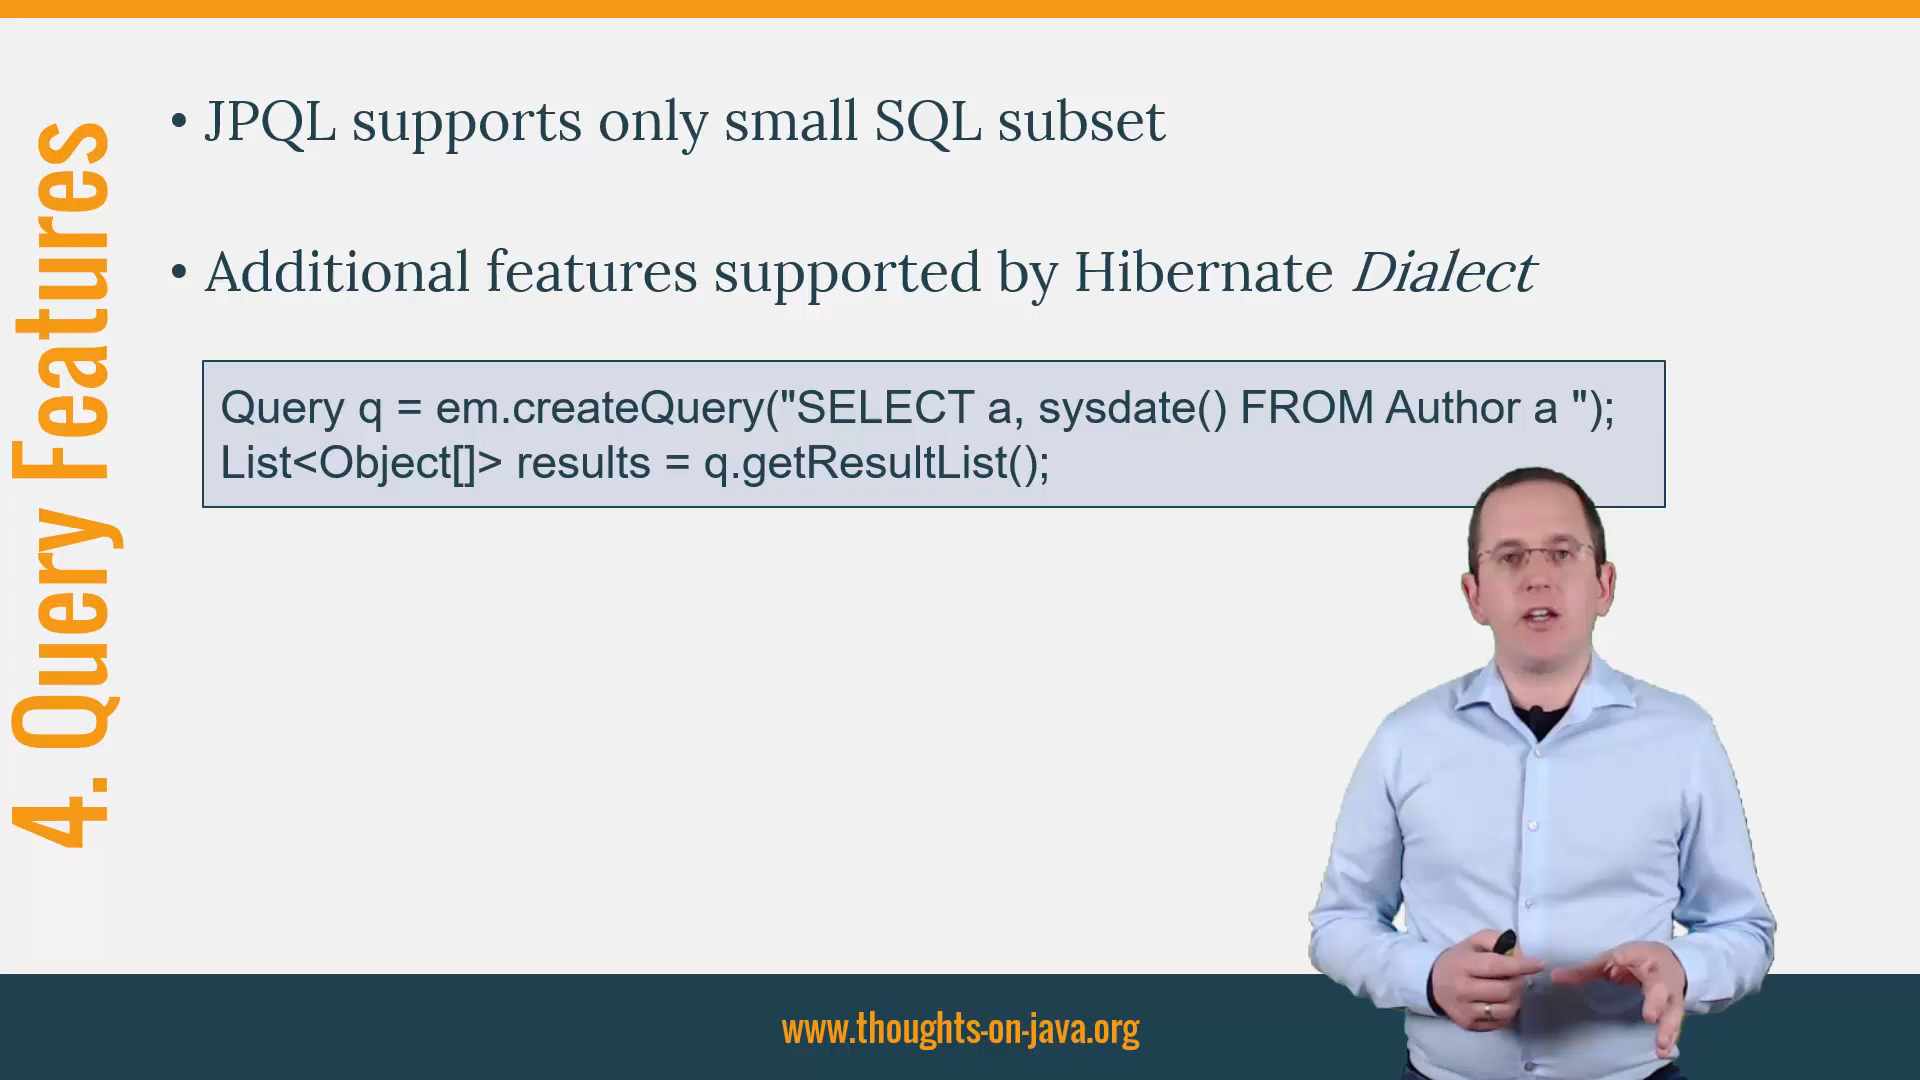 4. Query Features
• JPQL supports only small SQL subset
• Additional features supported by Hibernate Dialect
Query q = em.createQuery("SELECT a, sysdate() FROM Author a ");
List<Object[]> results = q.getResultList();
www.thoughts-on-java.org